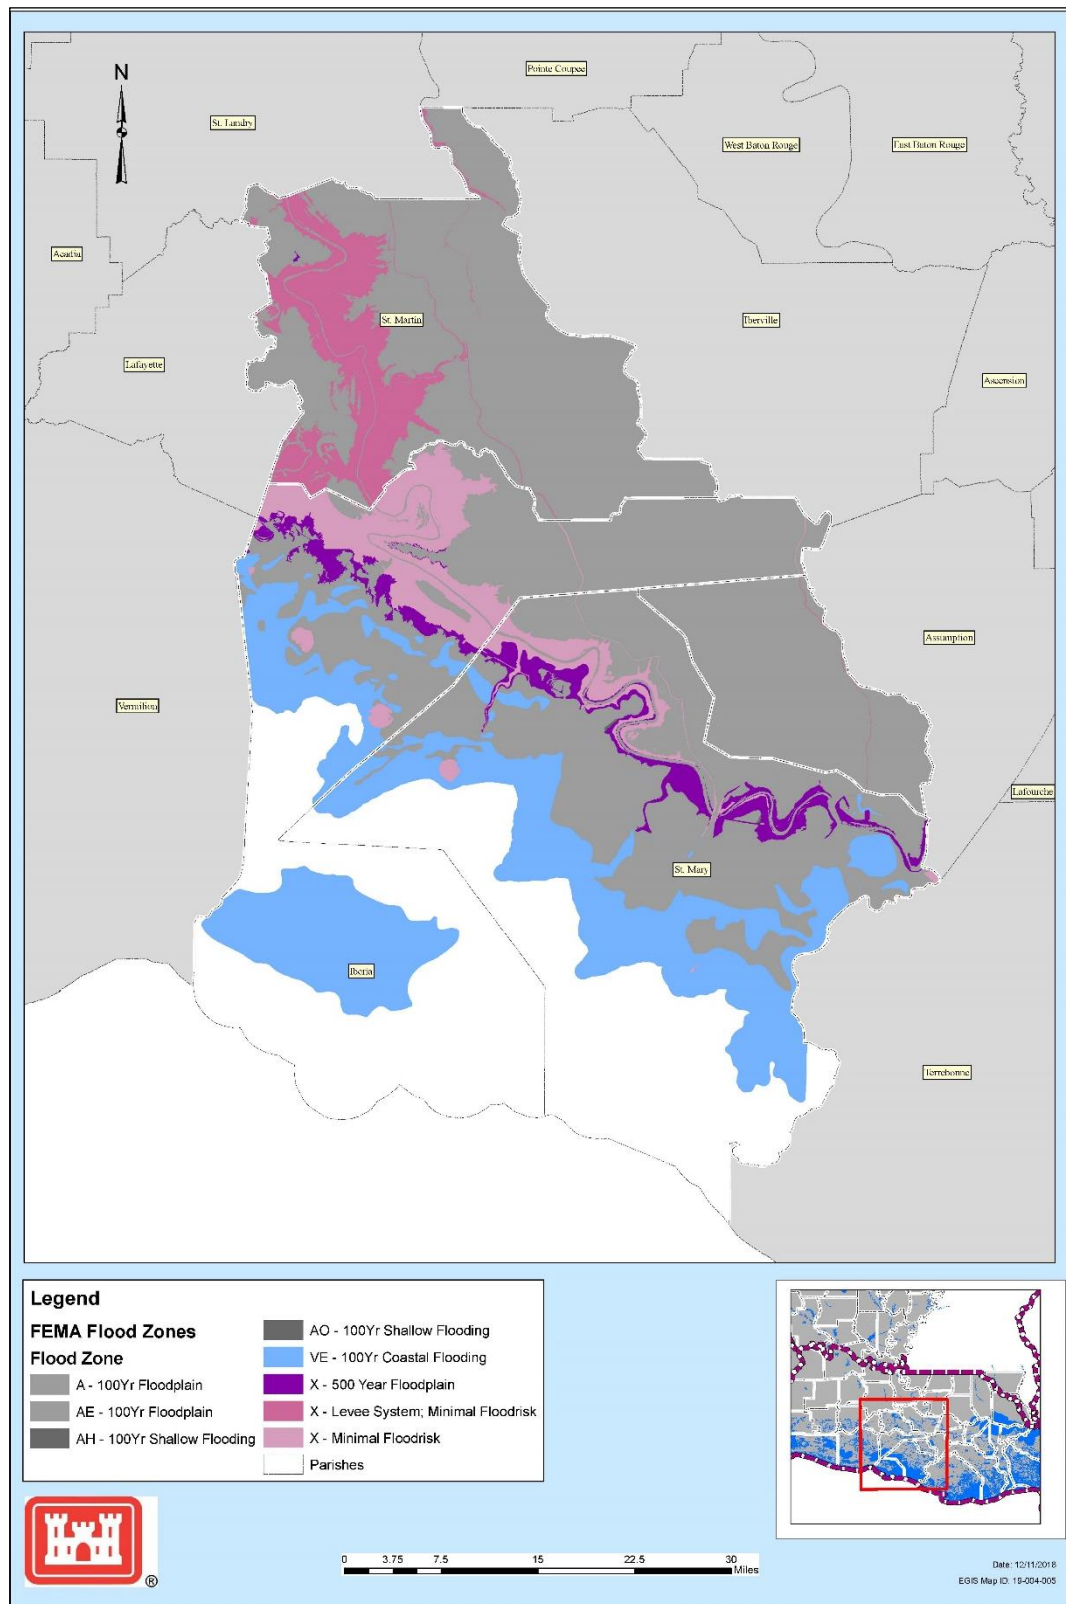 N
Pointe Coupee
St. Landry
West Baton Rouge
East Baton Rouge
Acadia
St. Martin
Iberville
Lafayette
Ascension
Assumption
Vermilion
Lafourche
St. Mary
Iberia
Terrebonne
Legend
FEMA Flood Zones
Flood Zone
A - 100Yr Floodplain
AE - 100Yr Floodplain
AH - 100Yr Shallow Flooding
AO - 100Yr Shallow Flooding
VE - 100Yr Coastal Flooding
X - 500 Year Floodplain
X - Levee System; Minimal Floodrisk
X - Minimal Floodrisk
Parishes
®
0 3.75 7.5 15 22.5 30
Miles
Date: 12/11/2018
EGIS Map ID: 19-004-005